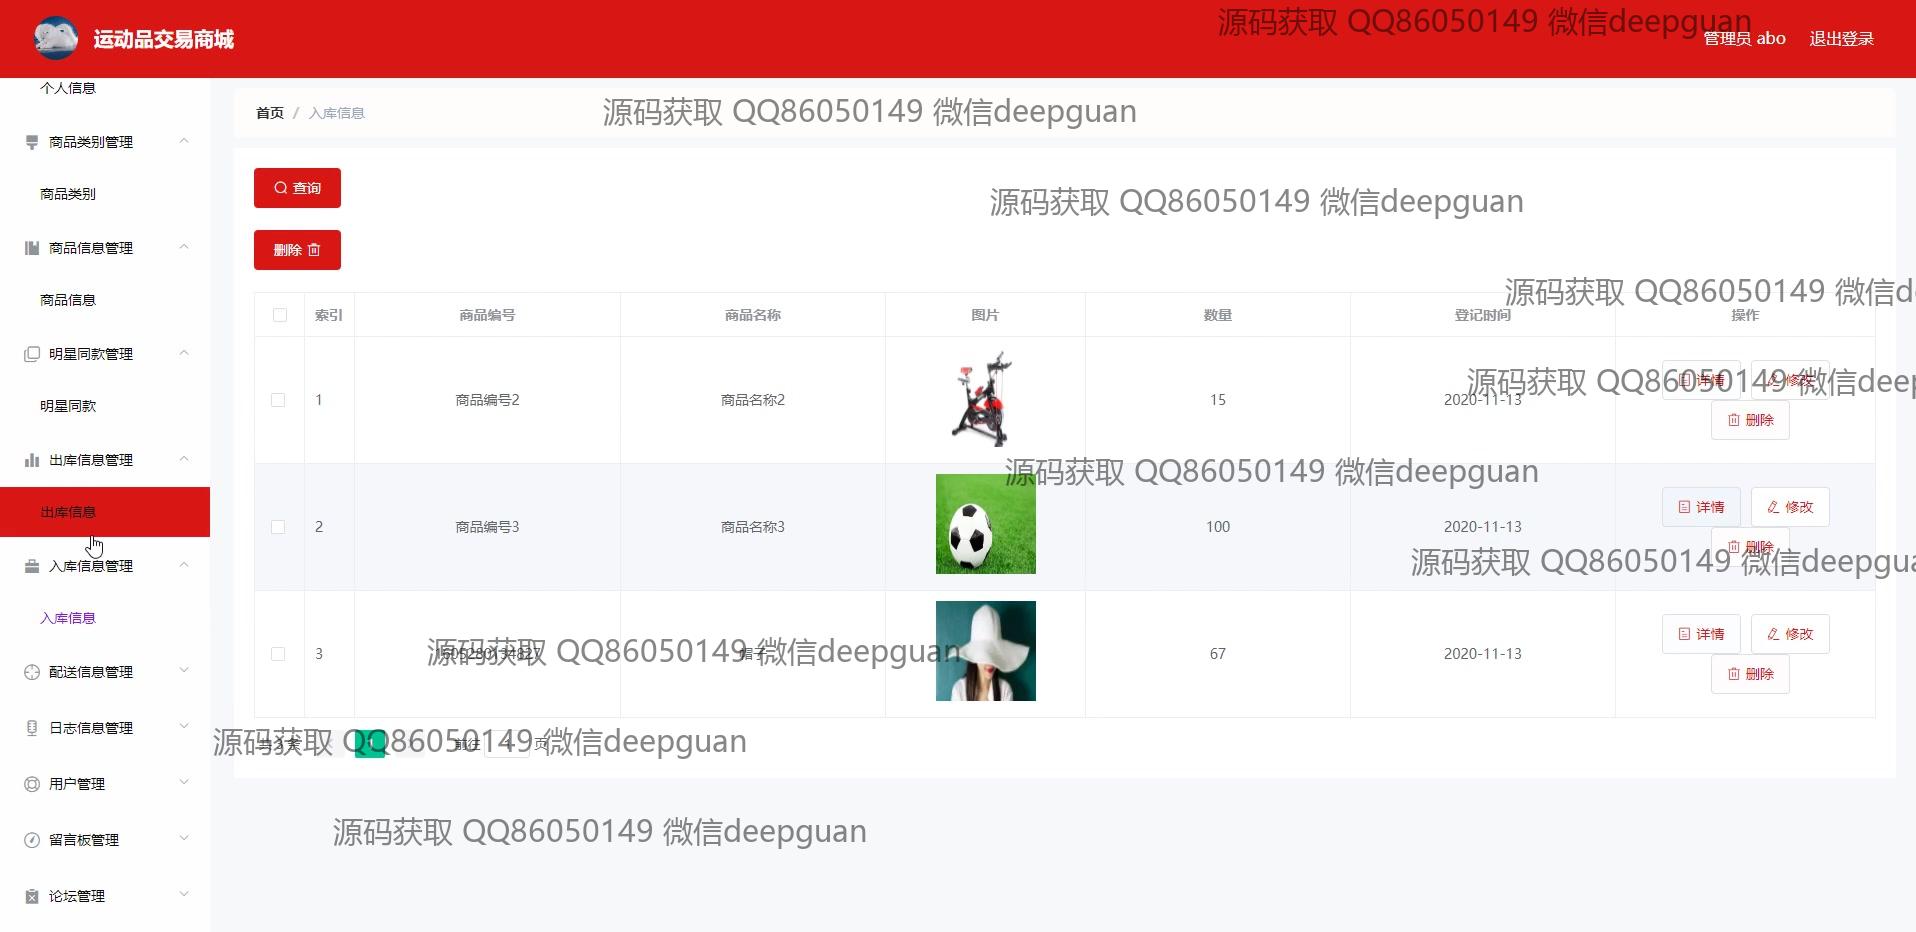 源码获取 QQ86050149 微信deepguan
运动品交易商城
管理员 abo 退出登录
个人信息
首页 / 入库信息
源码获取 QQ86050149 微信deepguan
商品类别管理
查询
商品类别
源码获取 QQ86050149 微信deepguan
商品信息管理
删除
源码获取 QQ86050149 微信d
商品信息
索引 商品编号 商品名称 图片 数量 登记时间 操作
明星同款管理
源码获取 QQ86050149 微信deep
详情 修改
1 商品编号2 商品名称2 15 2020-11-13
明星同款
删除
出库信息管理
源码获取 QQ86050149 微信deepguan
出库信息
详情 修改
2 商品编号3 商品名称3 100 2020-11-13
删除
源码获取 QQ86050149 微信deepgua
入库信息管理
入库信息
详情 修改
源码获取 QQ86050149 微信deepguan
3 1605280134827 帽子 67 2020-11-13
配送信息管理
删除
日志信息管理
源码获取 QQ86050149 微信deepguan
共 3 条 1 前往 1 页
用户管理
源码获取 QQ86050149 微信deepguan
留言板管理
论坛管理